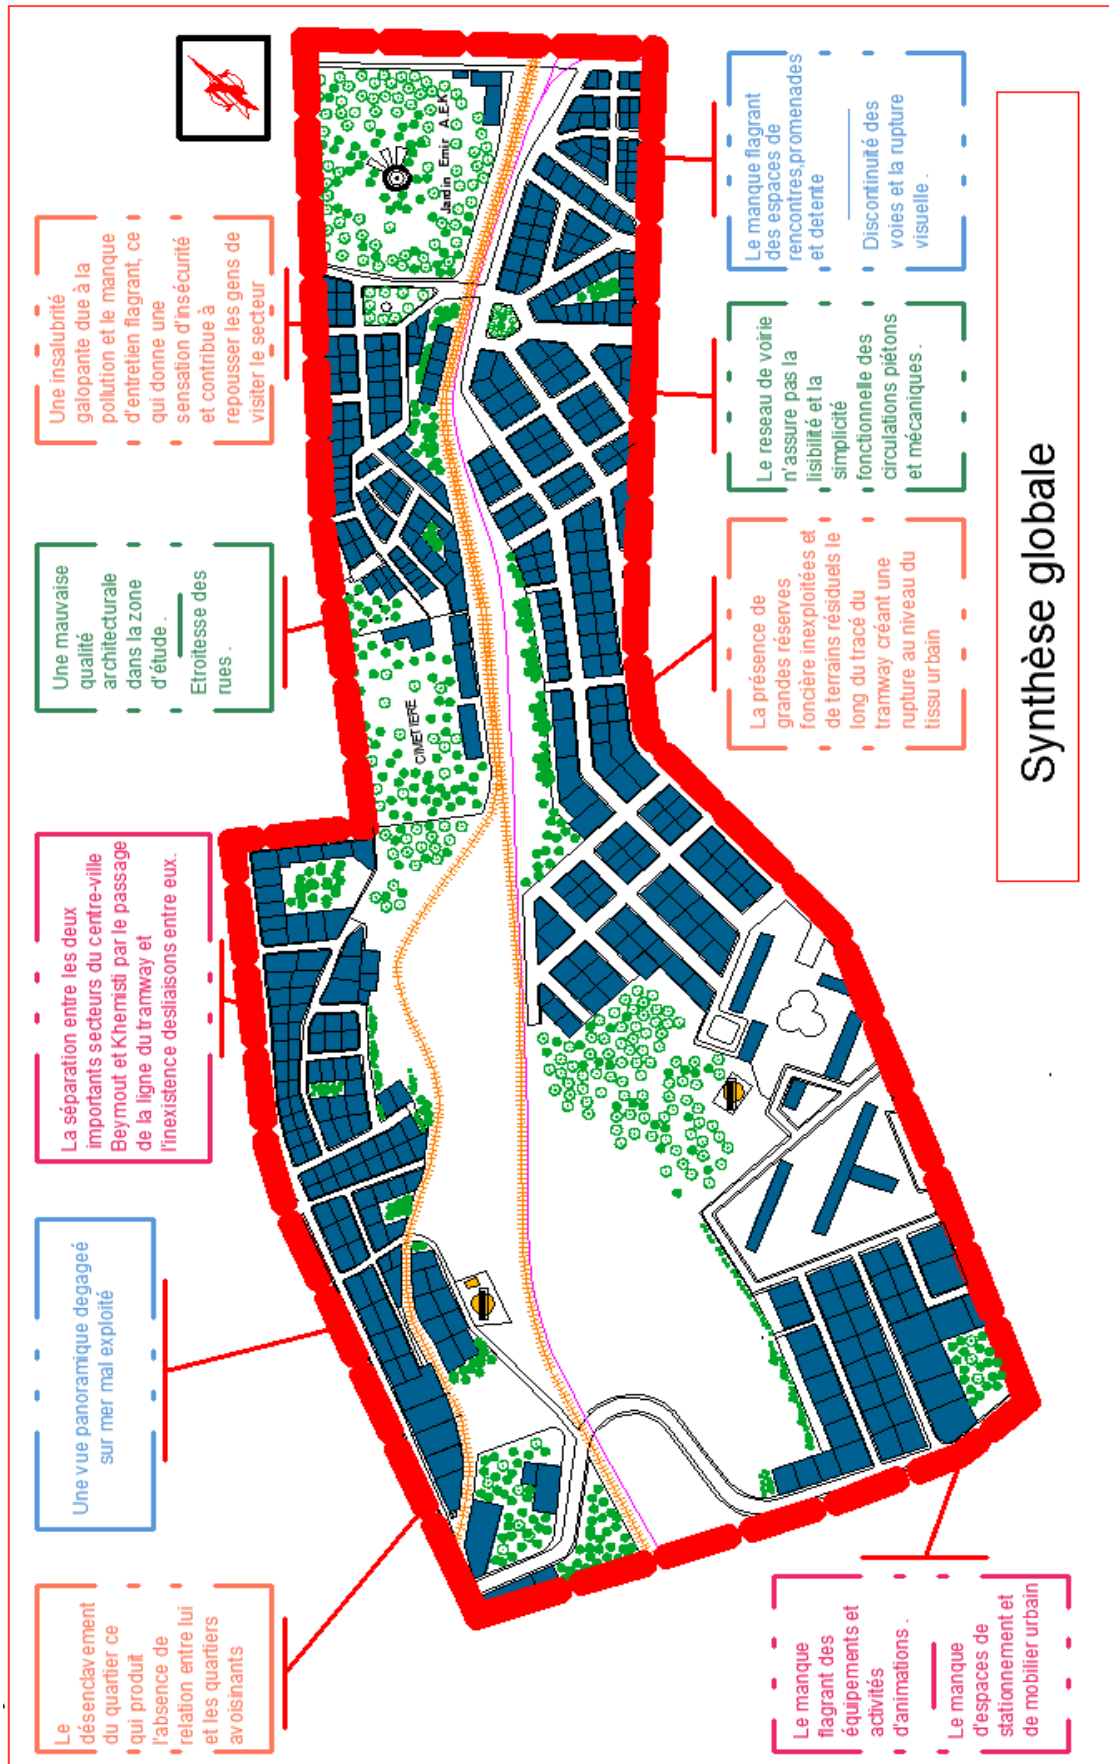 Le
désenclavement
du quartier ce
qui produit
l'absence de
relation entre lui
et les quartiers
avoisinants
Une vue panoramique degageé
sur mer mal exploité
La séparation entre les deux
importants secteurs du centre-ville
Beymout et Khemisti par le passage
de la ligne du tramway et
l'inexistence desliaisons entre eux.
Une mauvaise
qualité
architecturale
dans la zone
d'étude .
Etroitesse des
rues .
Une insalubrité
galopante due à la
pollution et le manque
d'entretien flagrant, ce
qui donne une
sensation d'insécurité
et contribue à
repousser les gens de
visiter le secteur
CIMETIERE
Jardin Emir A.E.K
Le manque
flagrant des
équipements et
activités
d'animations .
Le manque
d'espaces de
stationnement et
de mobilier urbain
La présence de
grandes réserves
foncière inexploitées et
de terrains résiduels le
long du tracé du
tramway créant une
rupture au niveau du
tissu urbain
Le reseau de voirie
n'assure pas la
lisibilité et la
simplicité
fonctionnelle des
circulations piétons
et mécaniques .
Le manque flagrant
des espaces de
rencontres,promenades
et detente
Discontinuité des
voies et la rupture
visuelle .
Synthèse globale